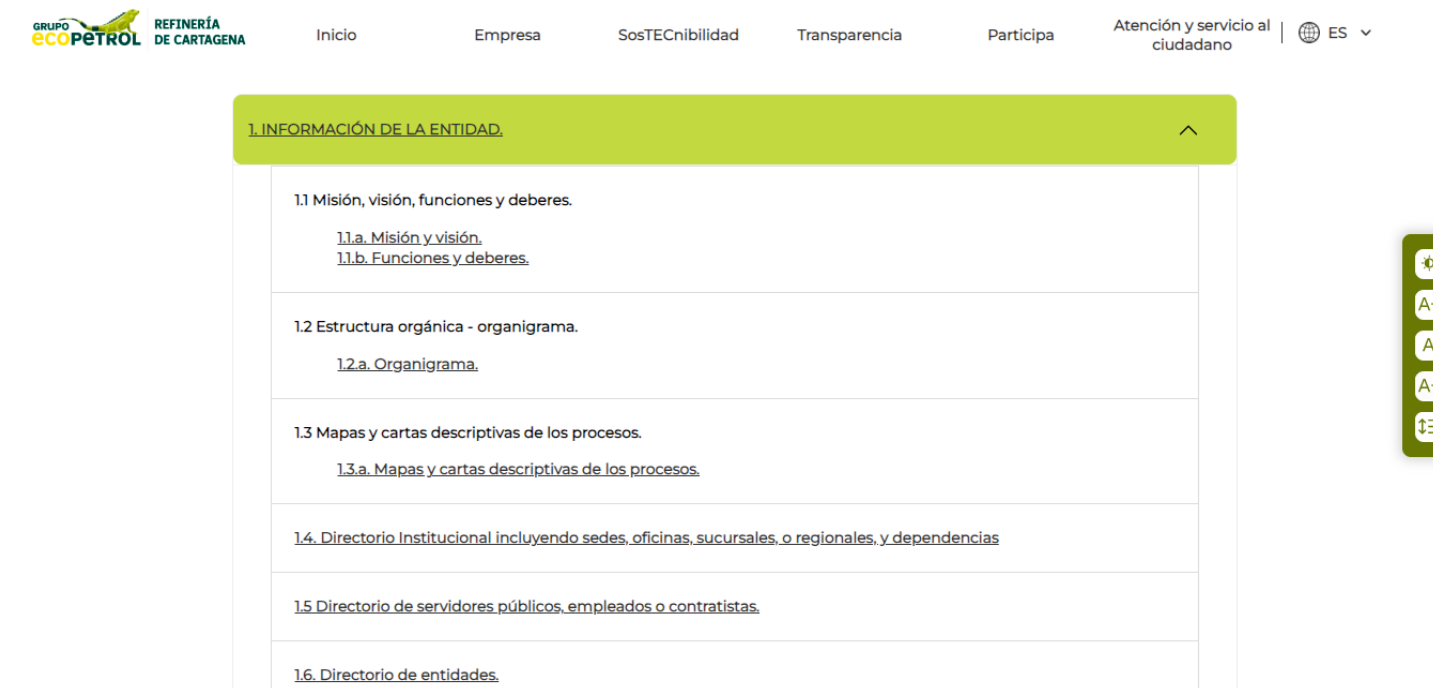 GRUPO
ecopetrol
REFINERÍA
DE CARTAGENA
Inicio
Empresa
SosTECnibilidad
Transparencia
Participa
Atención y servicio al
ciudadano
ES
1. INFORMACIÓN DE LA ENTIDAD.
1.1 Misión, visión, funciones y deberes.
1.1.a. Misión y visión.
1.1.b. Funciones y deberes.
1.2 Estructura orgánica - organigrama.
1.2.a. Organigrama.
1.3 Mapas y cartas descriptivas de los procesos.
1.3.a. Mapas y cartas descriptivas de los procesos.
1.4. Directorio Institucional incluyendo sedes, oficinas, sucursales, o regionales, y dependencias
1.5 Directorio de servidores públicos, empleados o contratistas.
1.6. Directorio de entidades.
A
A
A